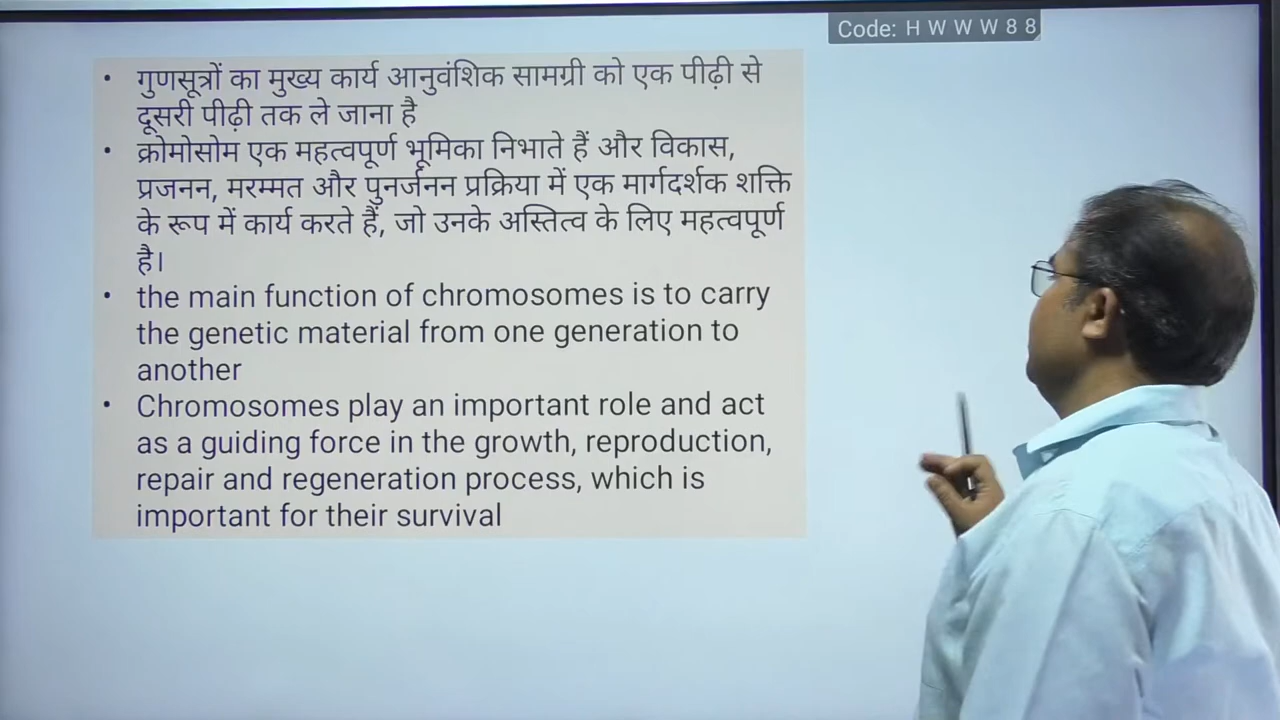 Code: H W W W 8 8
• गुणसूत्रों का मुख्य कार्य आनुवंशिक सामग्री को एक पीढ़ी से
दूसरी पीढ़ी तक ले जाना है
• क्रोमोसोम एक महत्वपूर्ण भूमिका निभाते हैं और विकास,
प्रजनन, मरम्मत और पुनर्जनन प्रक्रिया में एक मार्गदर्शक शक्ति
के रूप में कार्य करते हैं, जो उनके अस्तित्व के लिए महत्वपूर्ण
है।
• the main function of chromosomes is to carry
the genetic material from one generation to
another
• Chromosomes play an important role and act
as a guiding force in the growth, reproduction,
repair and regeneration process, which is
important for their survival